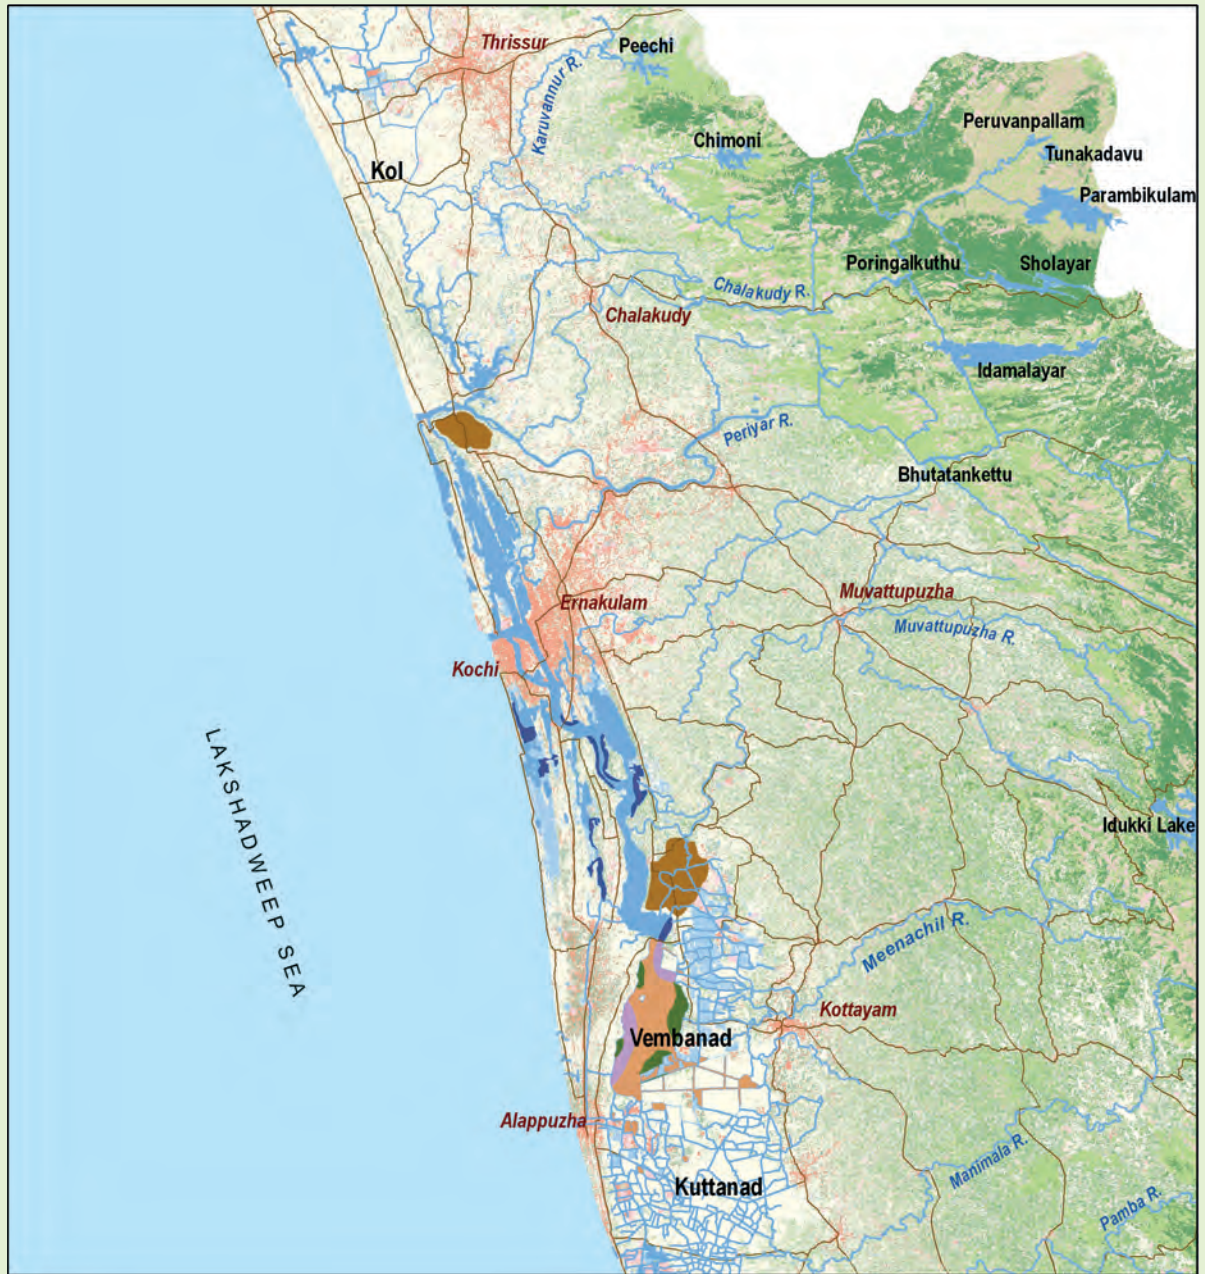 Thrissur
Peechi
Karuvannur R.
Peruvanpallam
Chimoni
Tunakadavu
Kol
Parambikulam
Poringalkuthu
Sholayar
Chalakudy R.
Chalakudy
Idamalayar
Periyar R.
Bhutatankettu
Muvattupuzha
Ernakulam
Muvattupuzha R.
Kochi
LAKSHADWEEP SEA
Idukki Lake
Meenachil R.
Kottayam
Vembanad
Alappuzha
Manimala R.
Kuttanad
Pamba R.